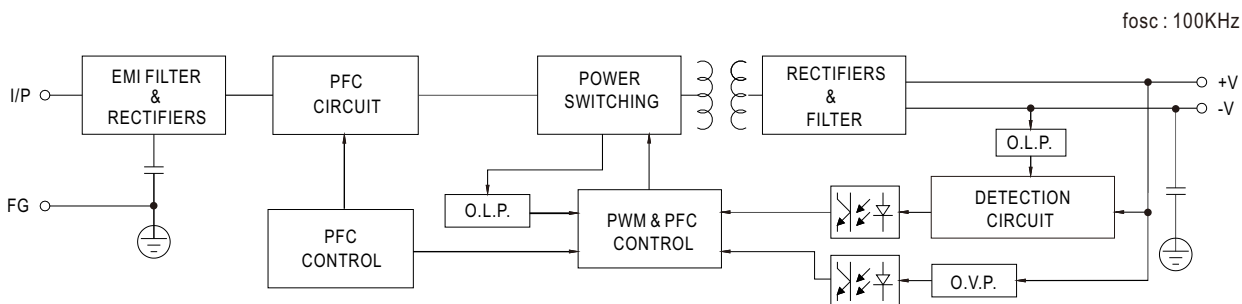 fosc : 100KHz
I/P
EMI FILTER
&
RECTIFIERS
PFC
CIRCUIT
POWER
SWITCHING
RECTIFIERS
&
FILTER
+V
-V
O.L.P.
DETECTION
CIRCUIT
FG
O.L.P.
PFC
CONTROL
PWM & PFC
CONTROL
O.V.P.